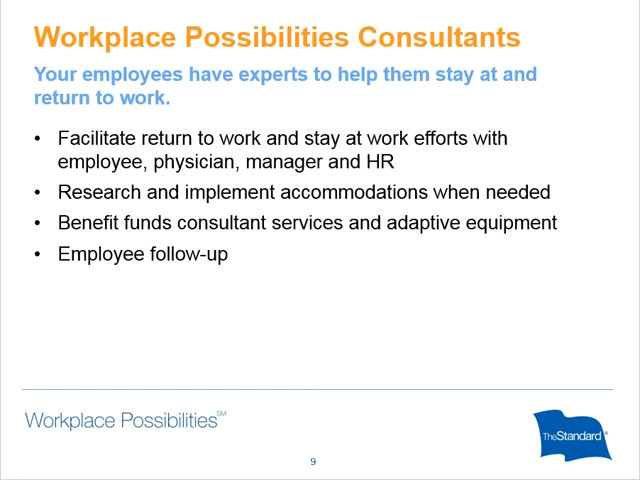 Workplace Possibilities Consultants
Your employees have experts to help them stay at and
return to work.
• Facilitate return to work and stay at work efforts with
employee, physician, manager and HR
• Research and implement accommodations when needed
• Benefit funds consultant services and adaptive equipment
• Employee follow-up
Workplace Possibilities℠
TheStandard®
9